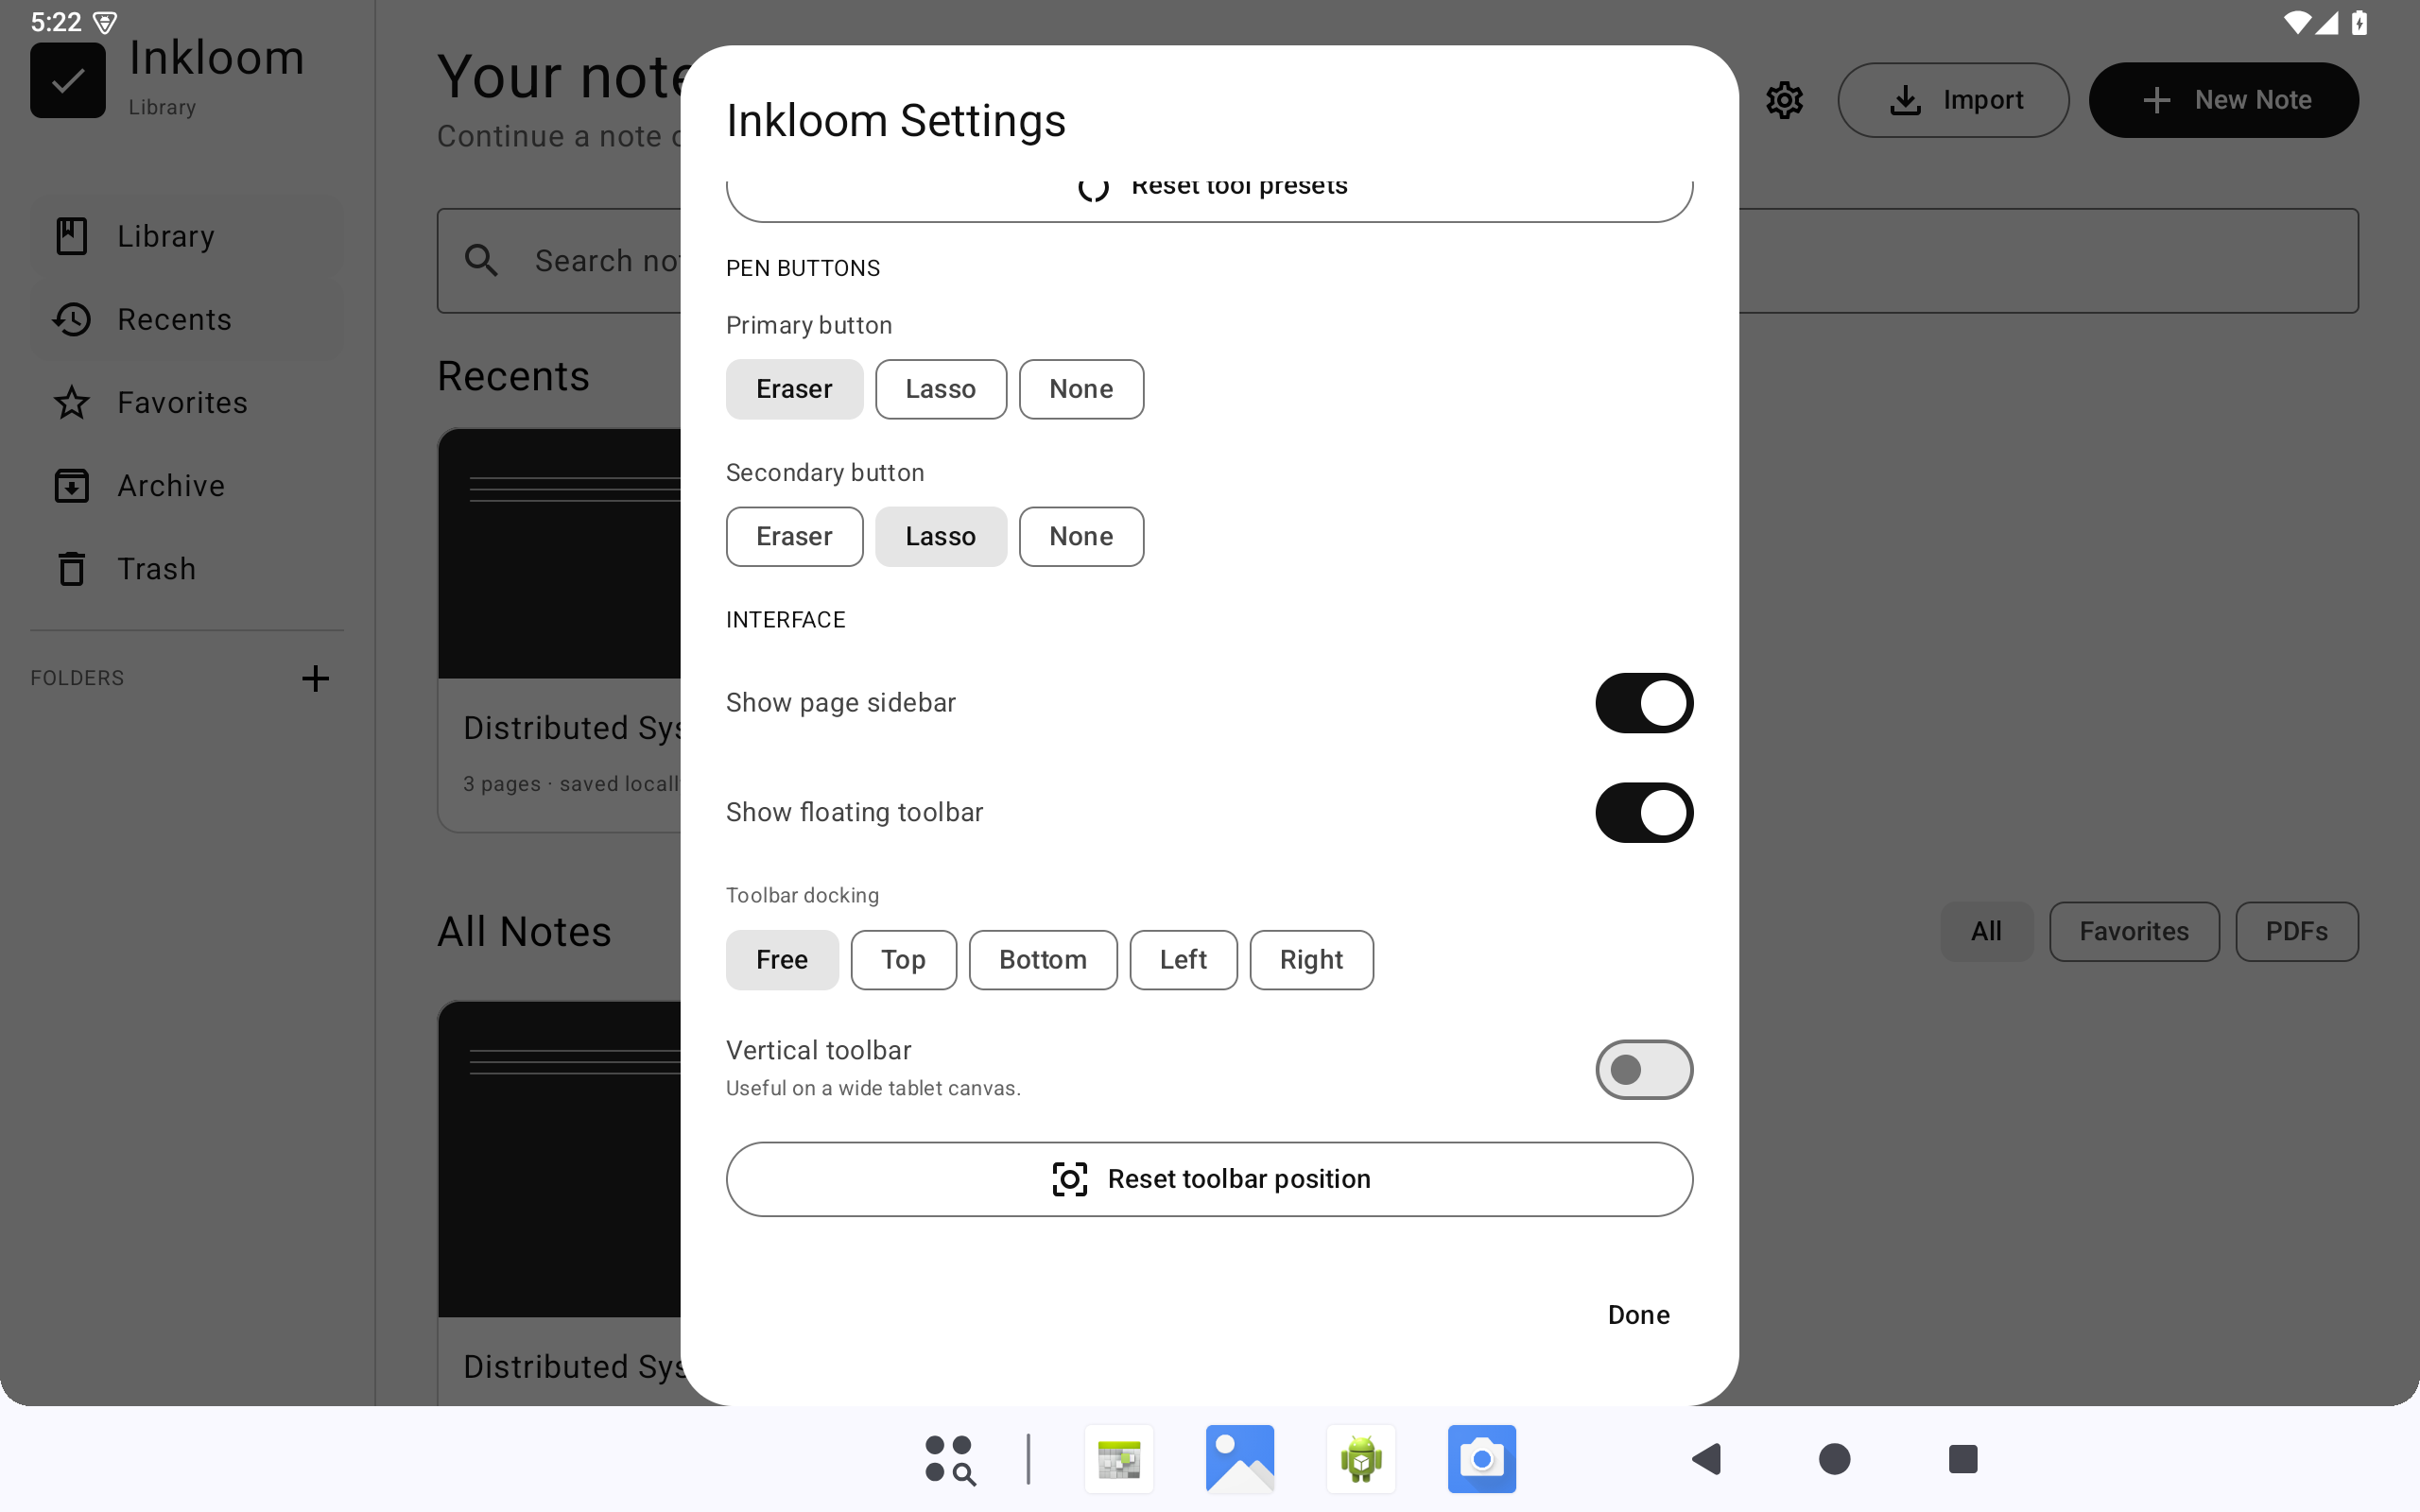 5:22
Inkloom
Library
Library
Recents
Favorites
Archive
Trash
FOLDERS
Your note
Continue a note
Import
New Note
Search no
Recents
Distributed Sys
3 pages · saved locall
All Notes
All
Favorites
PDFs
Distributed Sys
Inkloom Settings
Reset tool presets
PEN BUTTONS
Primary button
Eraser
Lasso
None
Secondary button
Eraser
Lasso
None
INTERFACE
Show page sidebar
Show floating toolbar
Toolbar docking
Free
Top
Bottom
Left
Right
Vertical toolbar
Useful on a wide tablet canvas.
Reset toolbar position
Done